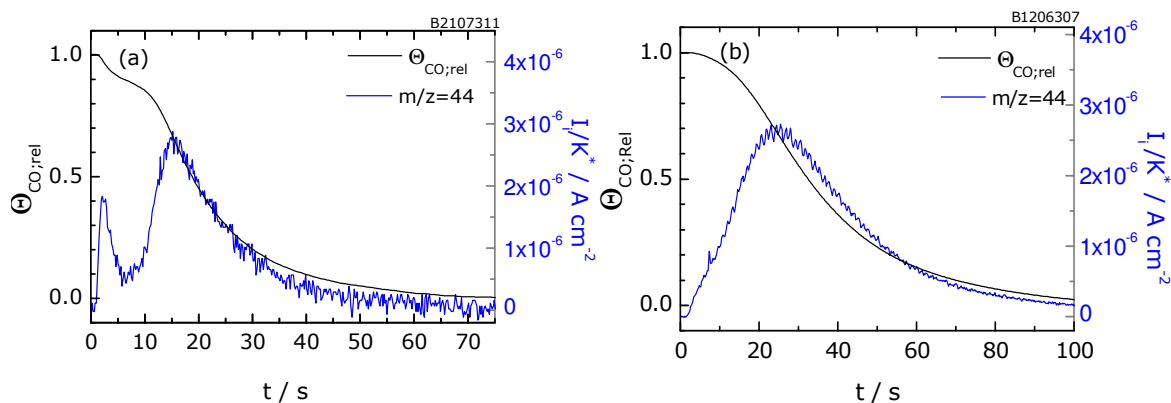 B2107311
(a)
Θ_CO;rel
m/z=44
1.0
0.5
0.0
Θ_CO;rel
4x10⁻⁶
3x10⁻⁶
2x10⁻⁶
1x10⁻⁶
0
I_i/K* / A cm⁻²
0 10 20 30 40 50 60 70
t / s
B1206307
(b)
Θ_CO;rel
m/z=44
1.0
0.5
0.0
Θ_CO;Rel
4x10⁻⁶
3x10⁻⁶
2x10⁻⁶
1x10⁻⁶
0
I_i/K* / A cm⁻²
0 20 40 60 80 100
t / s